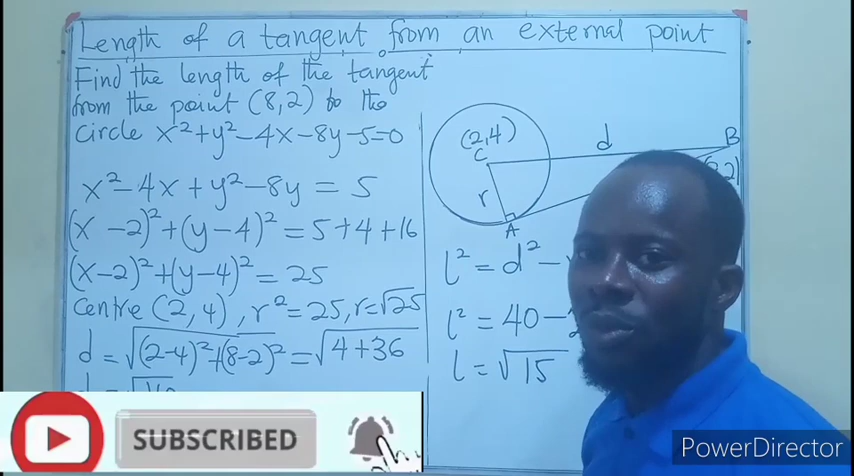 Length of a tangent from an external point
Find the length of the tangent
from the point (8,2) to the
circle x²+y²-4x-8y-5=0
x²-4x+y²-8y=5
(x-2)²+(y-4)²=5+4+16
(x-2)²+(y-4)²=25
Centre (2,4), r²=25, r=√25
d=√(2-4)²+(8-2)²=√4+36
(2,4)
C
d
B
r
A
l²=d²-
l²=40-
l=√15
SUBSCRIBED
PowerDirector